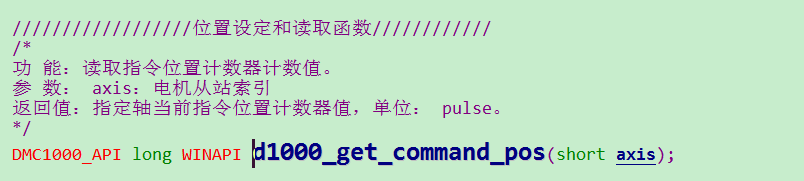 //////////////////位置设定和读取函数////////////
/*
功 能：读取指令位置计数器计数值。
参 数： axis：电机从站索引
返回值：指定轴当前指令位置计数器值，单位： pulse。
*/
DMC1000_API long WINAPI d1000_get_command_pos(short axis);